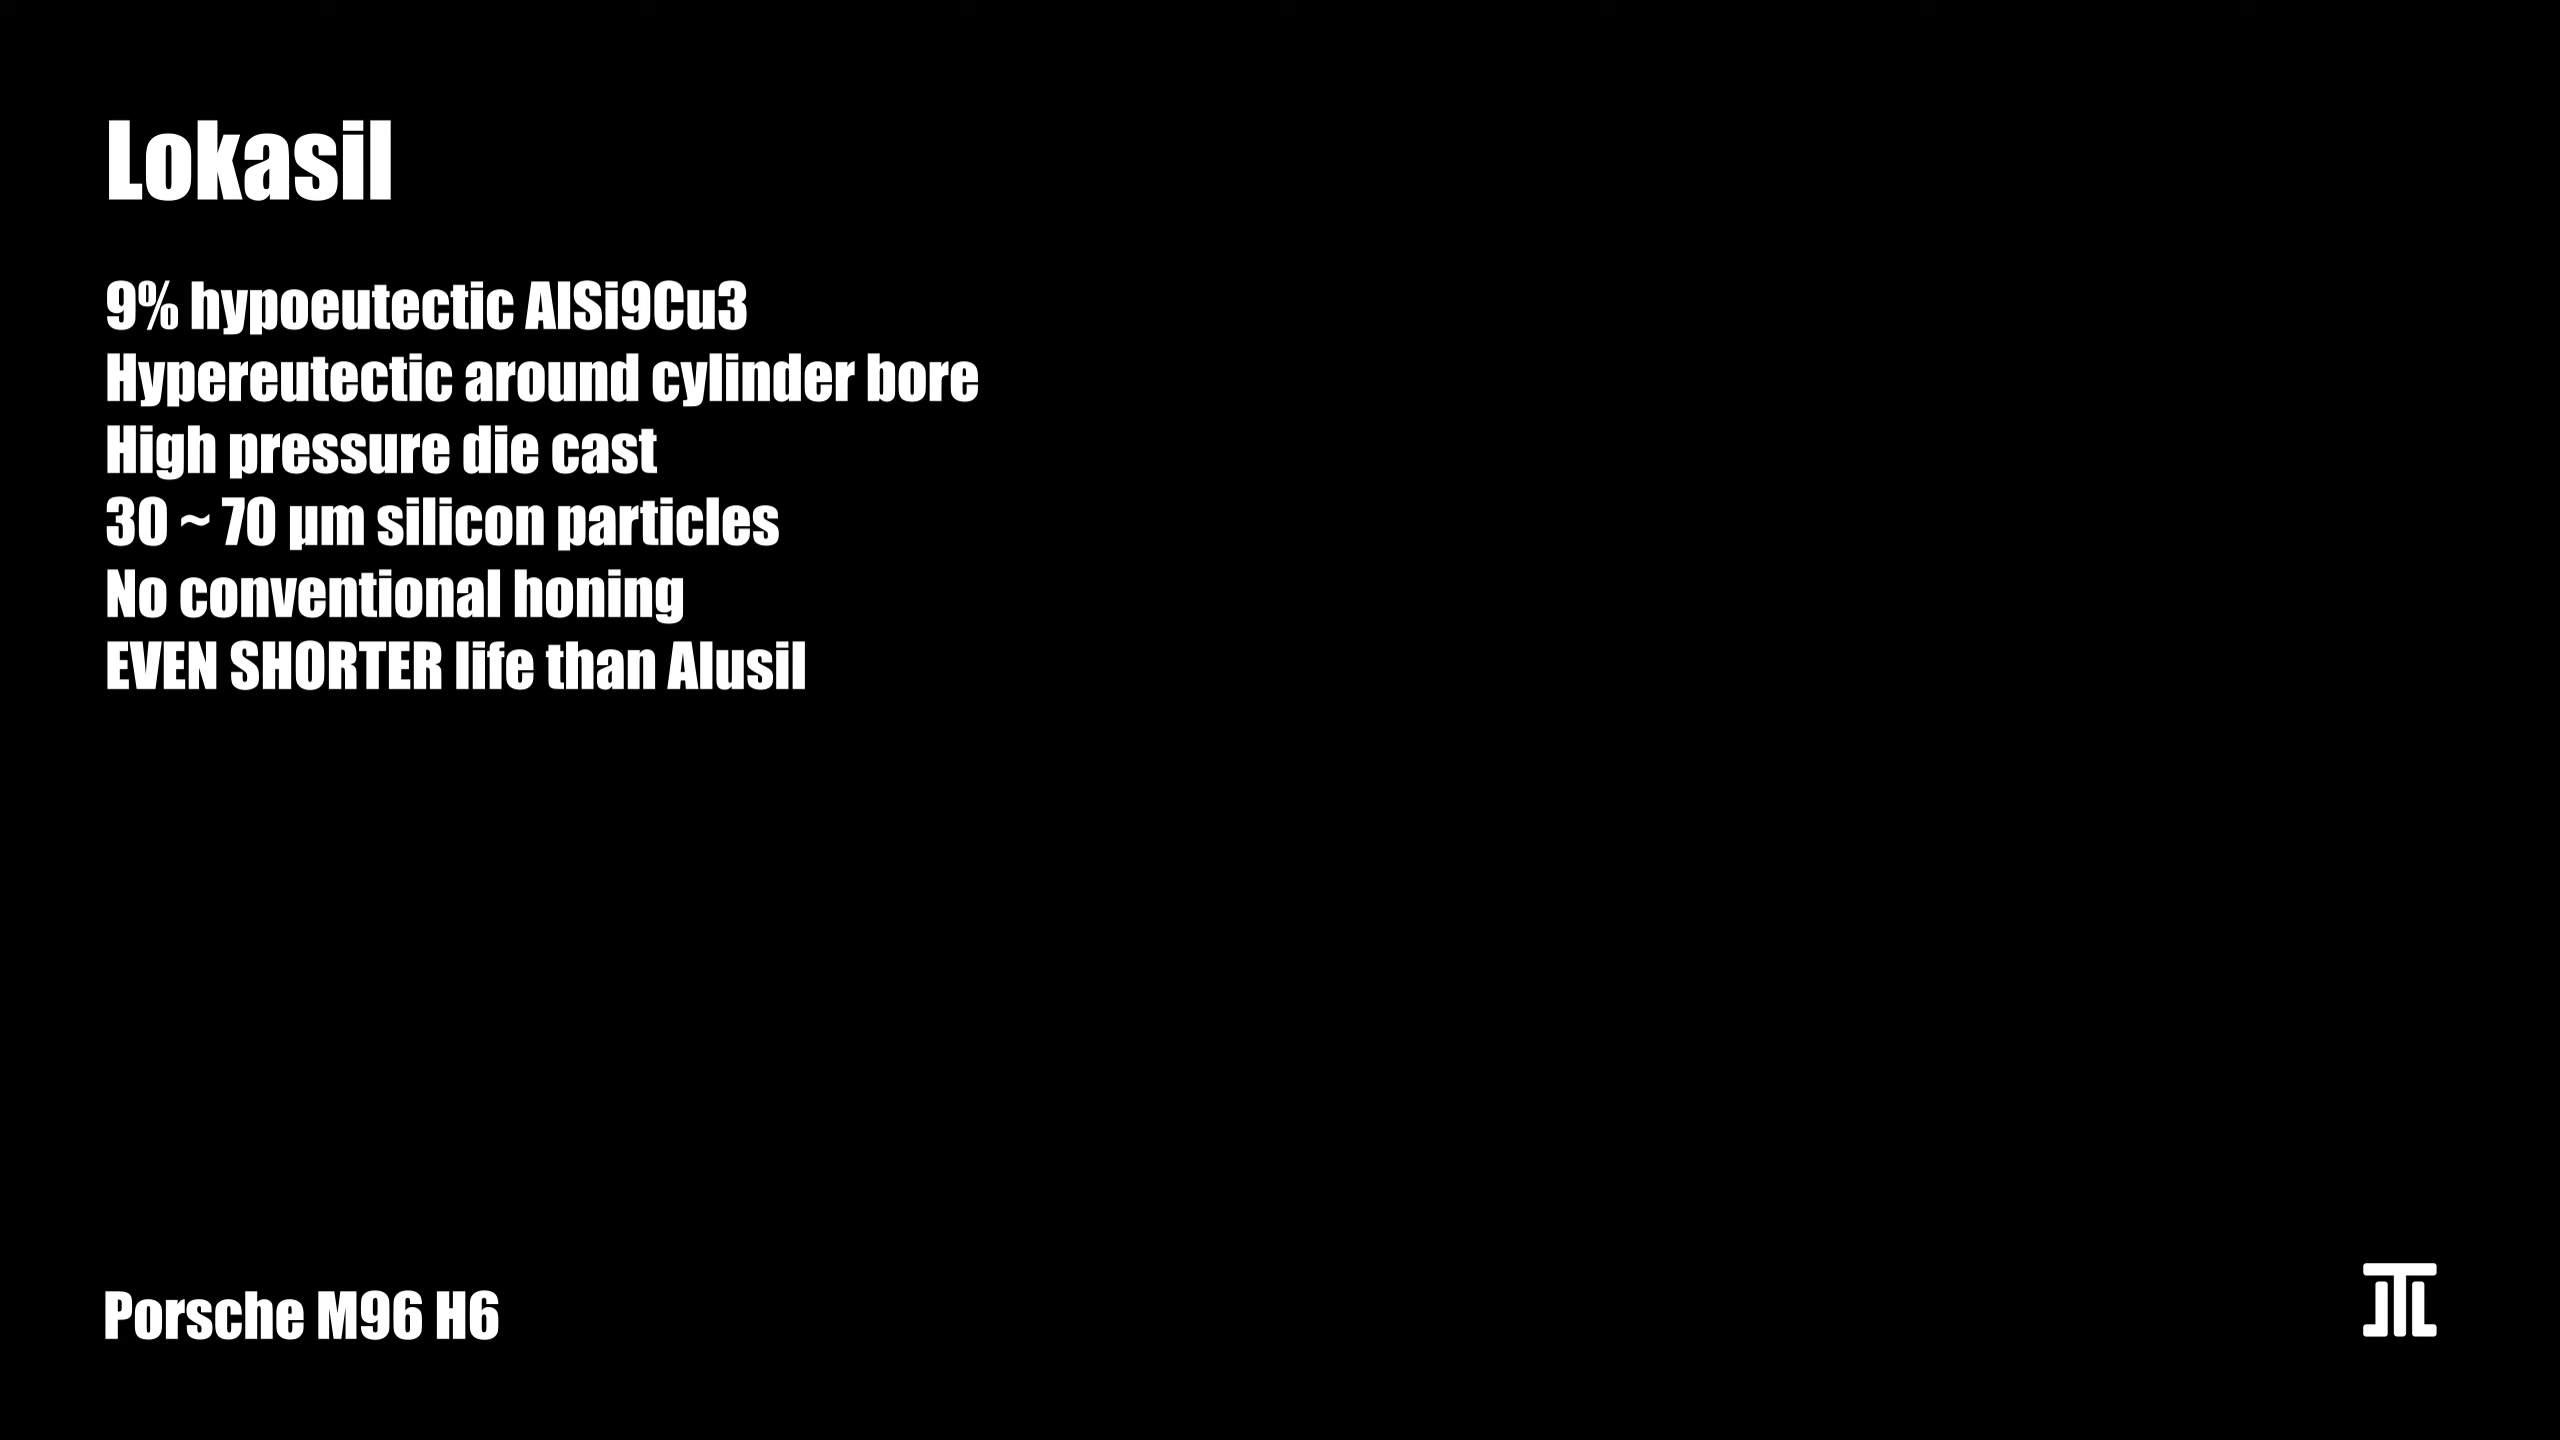 Lokasil
9% hypoeutectic AlSi9Cu3
Hypereutectic around cylinder bore
High pressure die cast
30 ~ 70 µm silicon particles
No conventional honing
EVEN SHORTER life than Alusil
Porsche M96 H6
JTL